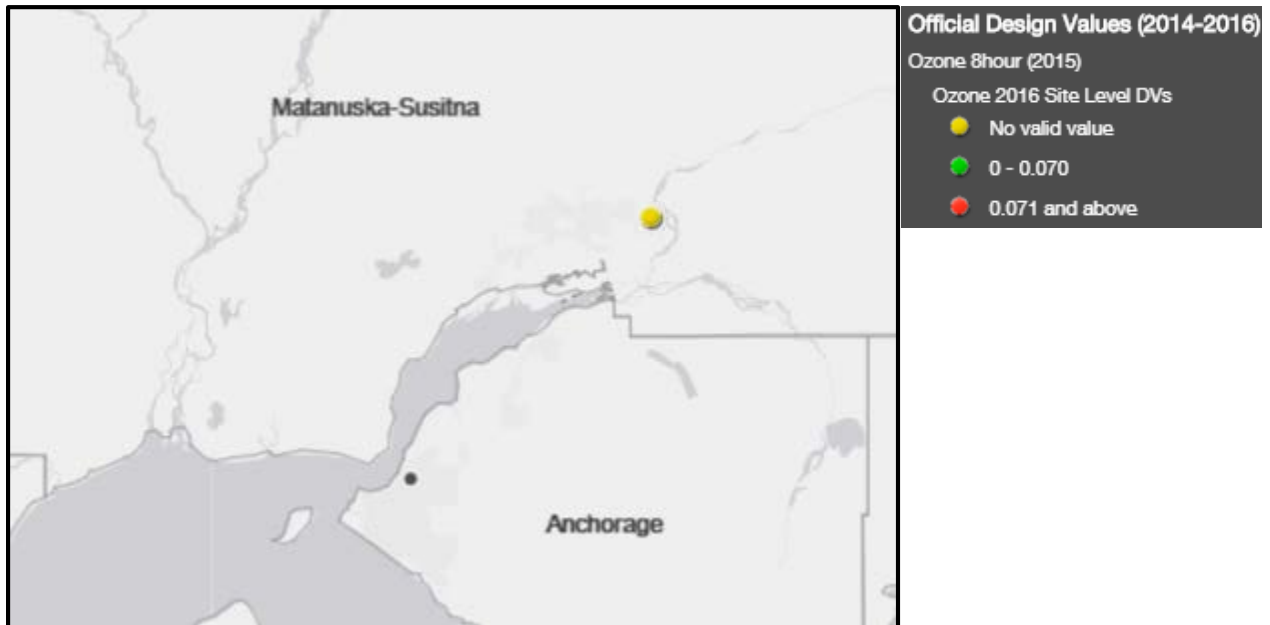 Matanuska-Susitna
Anchorage
Official Design Values (2014-2016)
Ozone 8hour (2015)
Ozone 2016 Site Level DVs
No valid value
0 - 0.070
0.071 and above